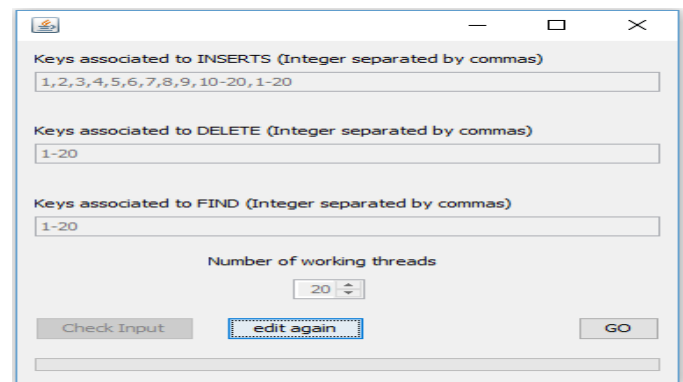 Keys associated to INSERTS (Integer separated by commas)
1,2,3,4,5,6,7,8,9,10-20,1-20
Keys associated to DELETE (Integer separated by commas)
1-20
Keys associated to FIND (Integer separated by commas)
1-20
Number of working threads
20
Check Input edit again GO